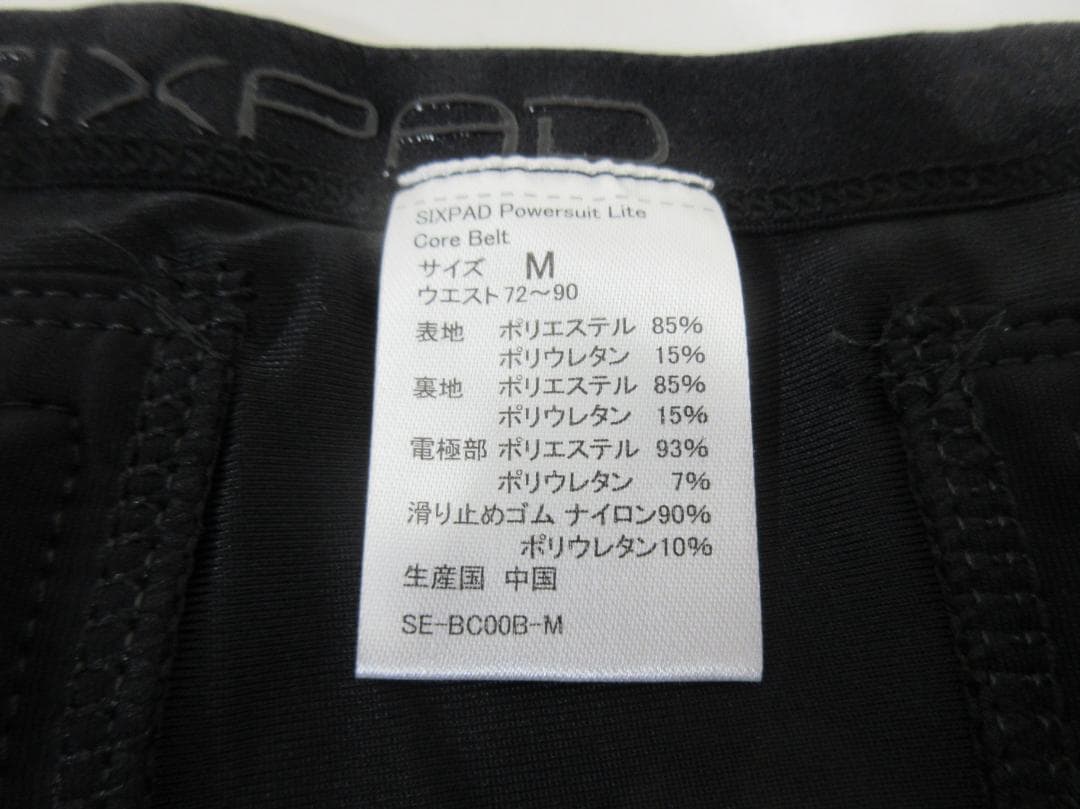 SIXPAD
SIXPAD Powersuit Lite
Core Belt
サイズ M
ウエスト72～90
表地 ポリエステル 85%
ポリウレタン 15%
裏地 ポリエステル 85%
ポリウレタン 15%
電極部 ポリエステル 93%
ポリウレタン 7%
滑り止めゴム ナイロン90%
ポリウレタン10%
生産国 中国
SE-BC00B-M